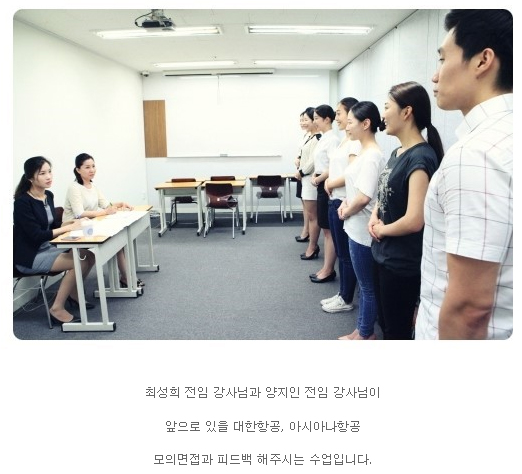 최성희 전임 강사님과 양지인 전임 강사님이
앞으로 있을 대한항공, 아시아나항공
모의면접과 피드백 해주시는 수업입니다.